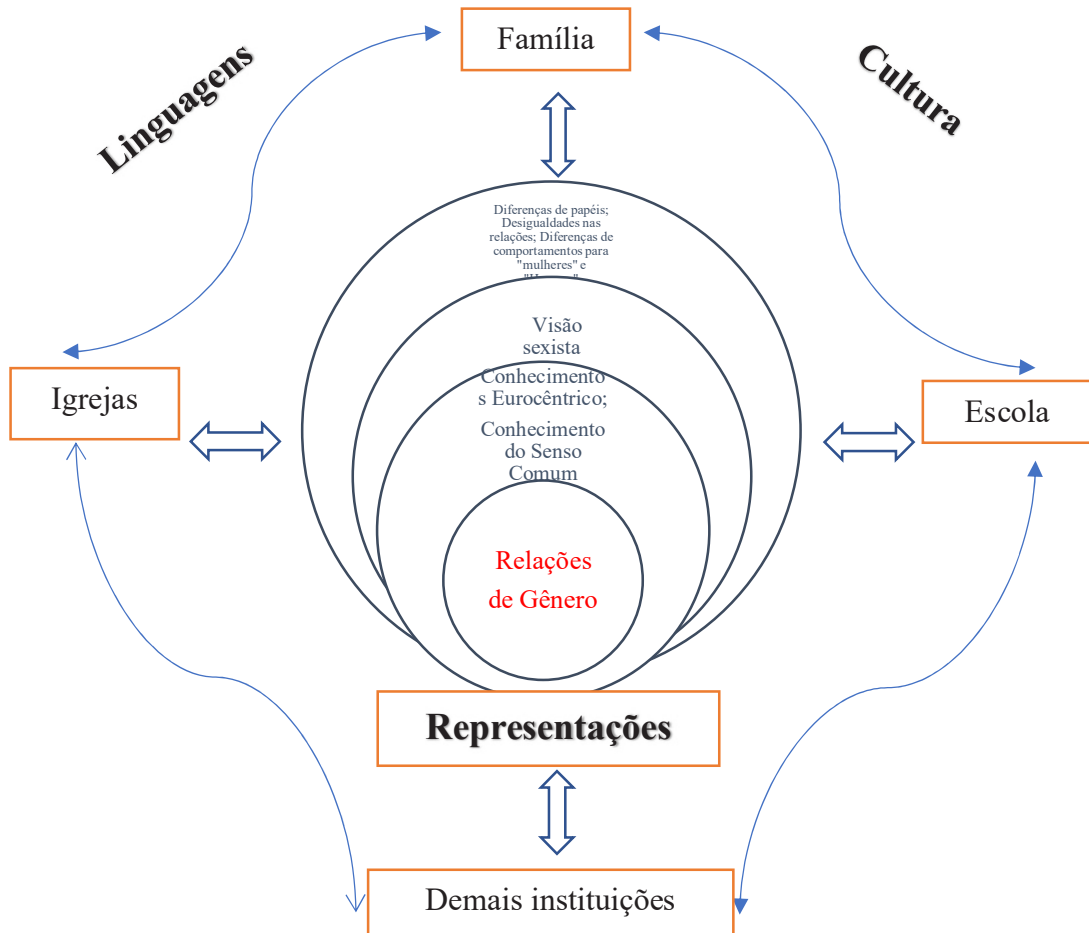 Família
Linguagens
Cultura
Diferenças de papéis;
Desigualdades nas
relações; Diferenças de
comportamentos para
"mulheres" e
Visão
sexista
Conhecimento
s Eurocêntrico;
Conhecimento
do Senso
Comum
Igrejas
Escola
Relações
de Gênero
Representações
Demais instituições